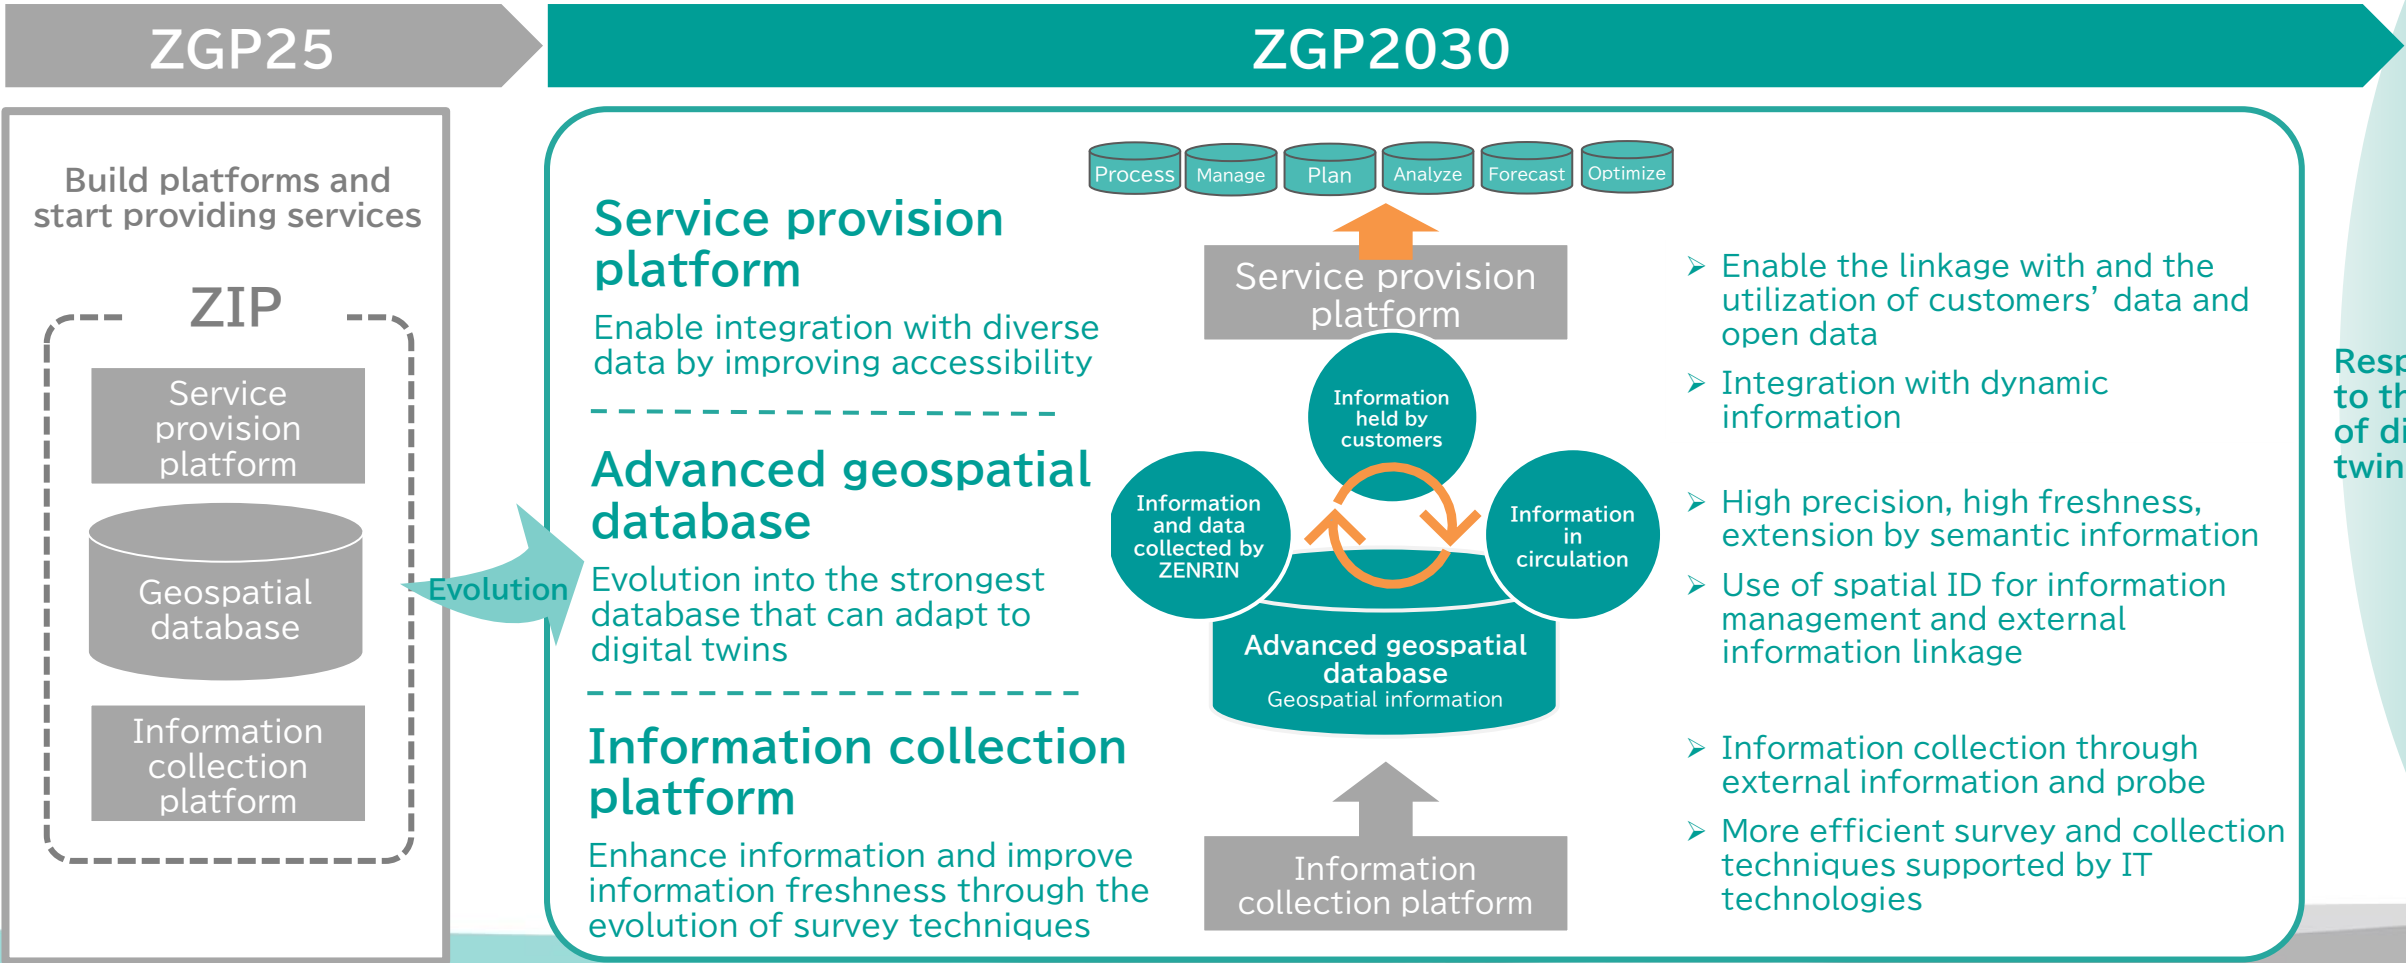 ZGP25
ZGP2030
Build platforms and
start providing services
ZIP
Service
provision
platform
Geospatial
database
Information
collection
platform
Evolution
Service provision
platform
Enable integration with diverse
data by improving accessibility
Advanced geospatial
database
Evolution into the strongest
database that can adapt to
digital twins
Information collection
platform
Enhance information and improve
information freshness through the
evolution of survey techniques
Process
Manage
Plan
Analyze
Forecast
Optimize
Service provision
platform
Information
held by
customers
Information
and data
collected by
ZENRIN
Information
in
circulation
Advanced geospatial
database
Geospatial information
Information
collection platform
➢ Enable the linkage with and the
utilization of customers’ data and
open data
➢ Integration with dynamic
information
➢ High precision, high freshness,
extension by semantic information
➢ Use of spatial ID for information
management and external
information linkage
➢ Information collection through
external information and probe
➢ More efficient survey and collection
techniques supported by IT
technologies
to
of
twin